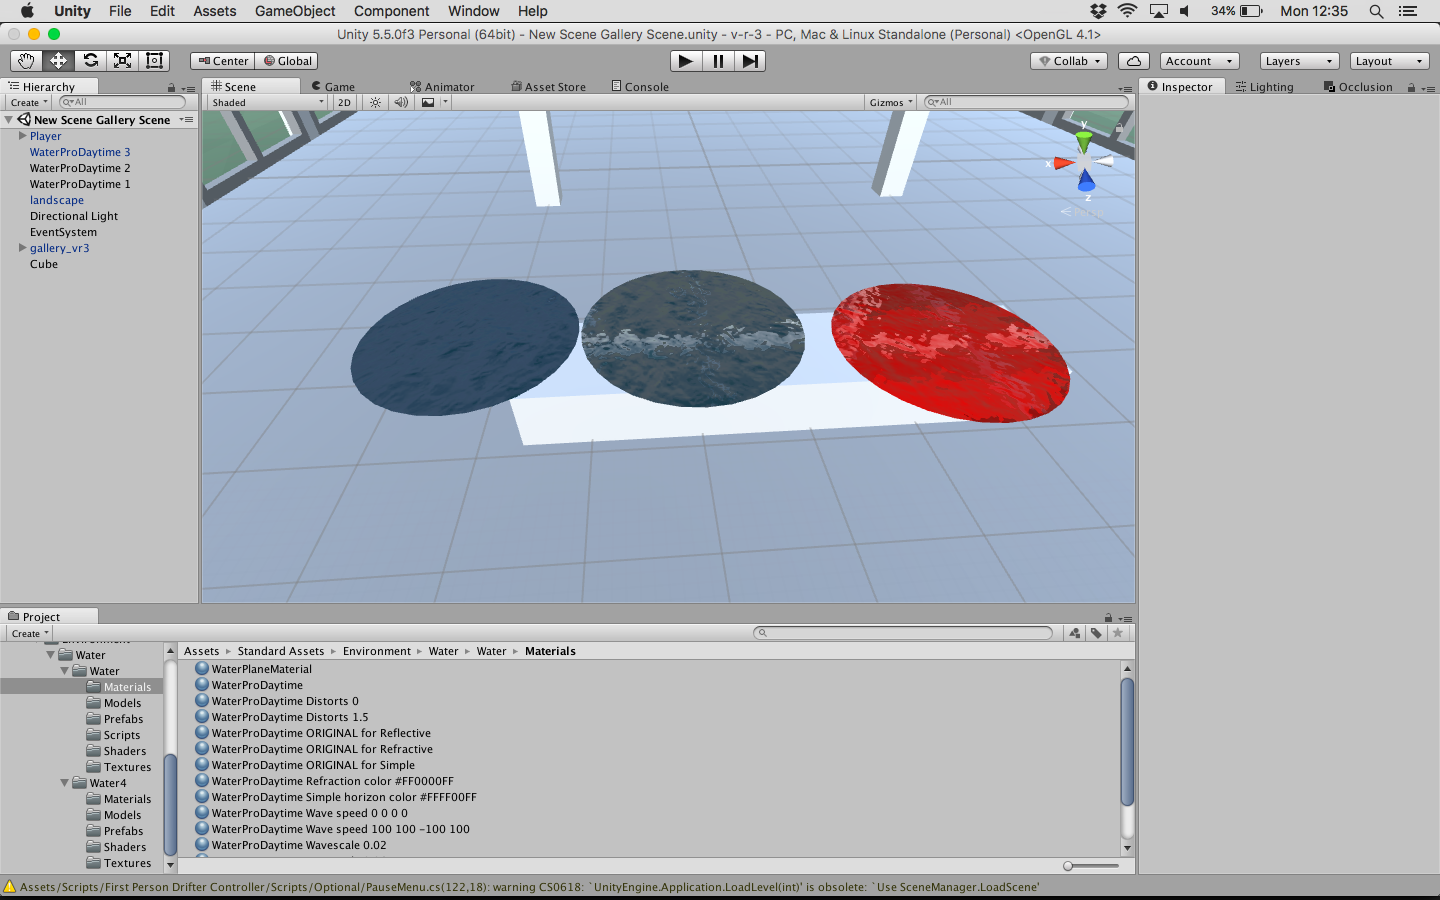 Unity File Edit Assets GameObject Component Window Help 34% Mon 12:35
Unity 5.5.0f3 Personal (64bit) - New Scene Gallery Scene.unity - v-r-3 - PC, Mac & Linux Standalone (Personal) <OpenGL 4.1>
Center Global Collab Account Layers Layout
Hierarchy Scene Game Animator Asset Store Console Inspector Lighting Occlusion
Create All Shaded 2D Gizmos All
New Scene Gallery Scene
Player
WaterProDaytime 3
WaterProDaytime 2
WaterProDaytime 1
landscape
Directional Light
EventSystem
gallery_vr3
Cube
y
x
z
Persp
Project
Create
Environment
Assets Standard Assets Environment Water Water Materials
Water
Water
Materials
Models
Prefabs
Scripts
Shaders
Textures
Water4
Materials
Models
Prefabs
Shaders
Textures
WaterPlaneMaterial
WaterProDaytime
WaterProDaytime Distorts 0
WaterProDaytime Distorts 1.5
WaterProDaytime ORIGINAL for Reflective
WaterProDaytime ORIGINAL for Refractive
WaterProDaytime ORIGINAL for Simple
WaterProDaytime Refraction color #FF0000FF
WaterProDaytime Simple horizon color #FFFF00FF
WaterProDaytime Wave speed 0 0 0 0
WaterProDaytime Wave speed 100 100 -100 100
WaterProDaytime Wavescale 0.02
Assets/Scripts/First Person Drifter Controller/Scripts/Optional/PauseMenu.cs(122,18): warning CS0618: `UnityEngine.Application.LoadLevel(int)' is obsolete: `Use SceneManager.LoadScene'